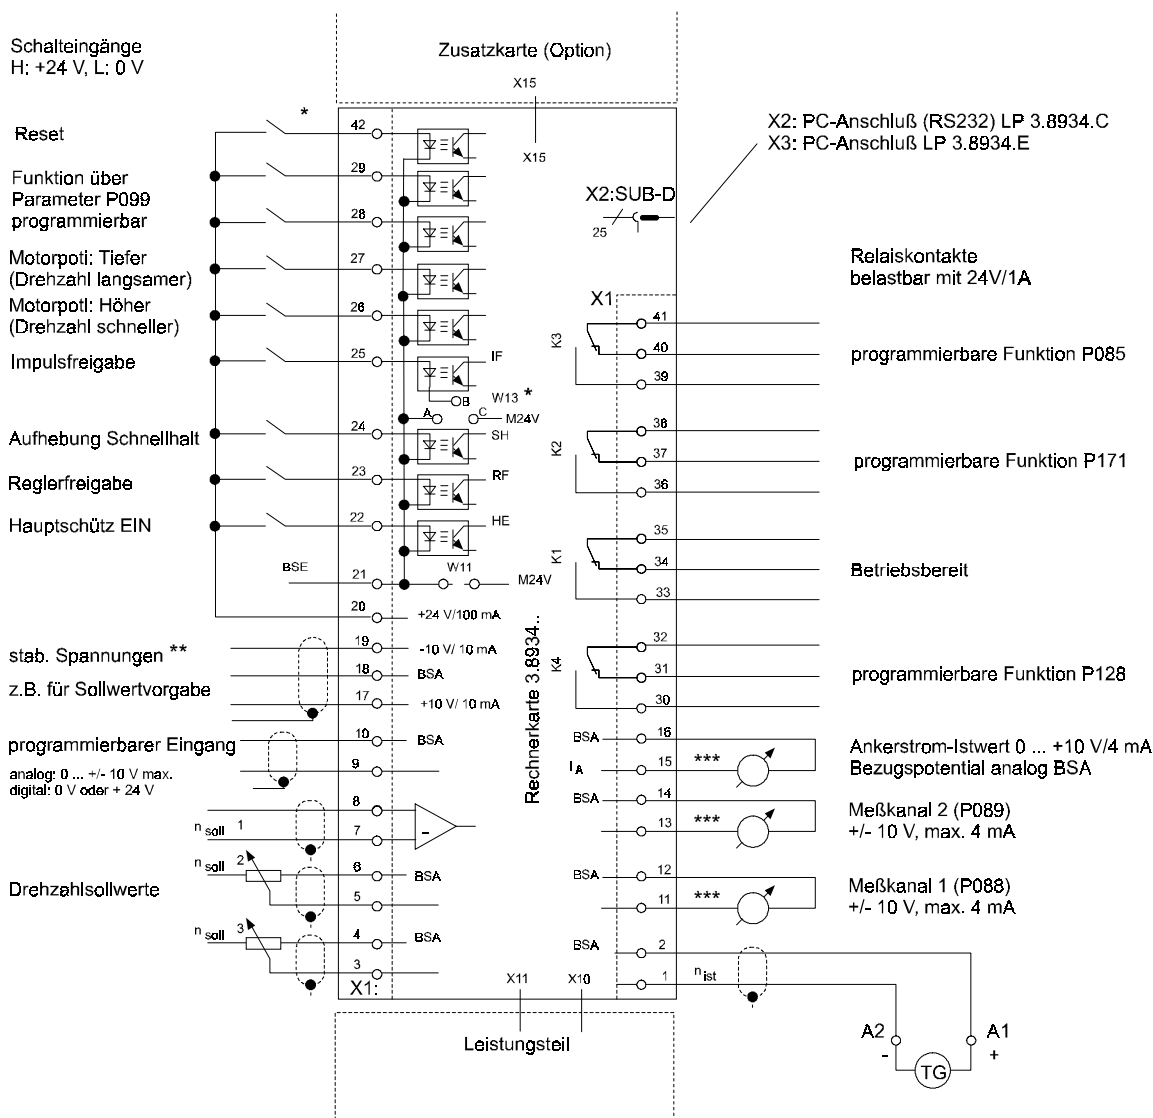 Schalteingänge
H: +24 V, L: 0 V
Zusatzkarte (Option)
X15
X15
X2: PC-Anschluß (RS232) LP 3.8934.C
X3: PC-Anschluß LP 3.8934.E
X2:SUB-D
25
*
Reset
42
Funktion über
Parameter P099
programmierbar
29
28
Motorpoti: Tiefer
(Drehzahl langsamer)
27
Motorpoti: Höher
(Drehzahl schneller)
26
Impulsfreigabe
25
IF
B
W13 *
A
C
M24V
Aufhebung Schnellhalt
24
SH
Reglerfreigabe
23
RF
Hauptschütz EIN
22
HE
BSE
21
W11
M24V
20
+24 V/100 mA
stab. Spannungen **
z.B. für Sollwertvorgabe
19
-10 V/ 10 mA
18
BSA
17
+10 V/ 10 mA
programmierbarer Eingang
analog: 0 ... +/- 10 V max.
digital: 0 V oder + 24 V
10
BSA
9
n soll 1
8
7
-
Drehzahlsollwerte
n soll 2
6
BSA
5
n soll 3
4
BSA
3
X1:
Rechnerkarte 3.8934..
Relaiskontakte
belastbar mit 24V/1A
X1
K3
41
40
39
programmierbare Funktion P085
K2
38
37
36
programmierbare Funktion P171
K1
35
34
33
Betriebsbereit
K4
32
31
30
programmierbare Funktion P128
BSA
16
IA
15
***
Ankerstrom-Istwert 0 ... +10 V/4 mA
Bezugspotential analog BSA
BSA
14
13
***
Meßkanal 2 (P089)
+/- 10 V, max. 4 mA
BSA
12
11
***
Meßkanal 1 (P088)
+/- 10 V, max. 4 mA
BSA
2
1
n ist
X11
X10
Leistungsteil
A2
-
A1
+
TG